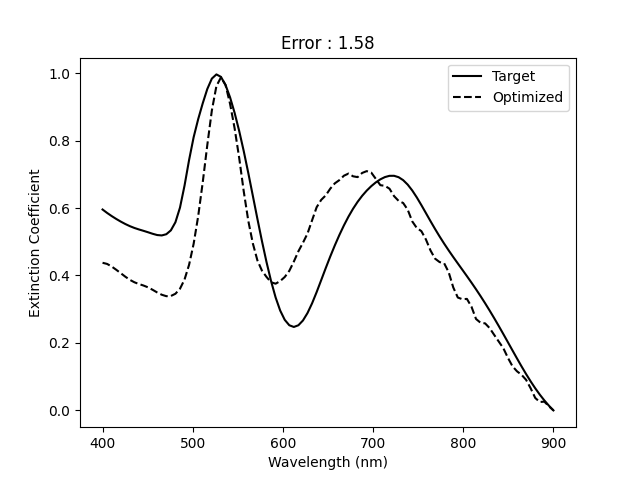 Error : 1.58
Target
Optimized
1.0
0.8
0.6
0.4
0.2
0.0
Extinction Coefficient
400 500 600 700 800 900
Wavelength (nm)